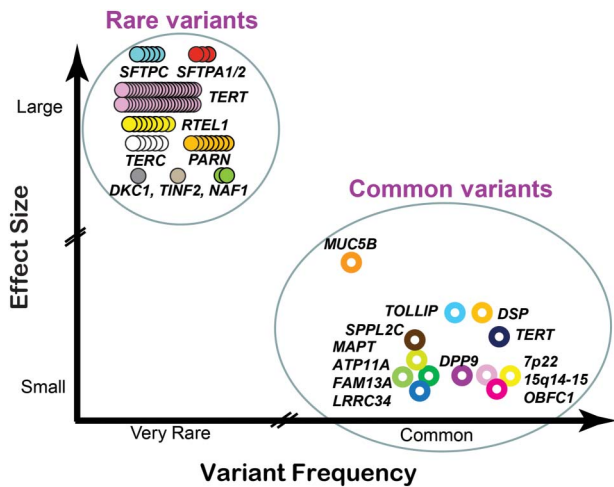 Rare variants
SFTPC SFTPA1/2
TERT
RTEL1
TERC PARN
DKC1, TINF2, NAF1
Large
Effect Size
Small
Common variants
MUC5B
TOLLIP
DSP
SPPL2C
TERT
MAPT
ATP11A
DPP9
7p22
FAM13A
15q14-15
LRRC34
OBFC1
Very Rare
Common
Variant Frequency